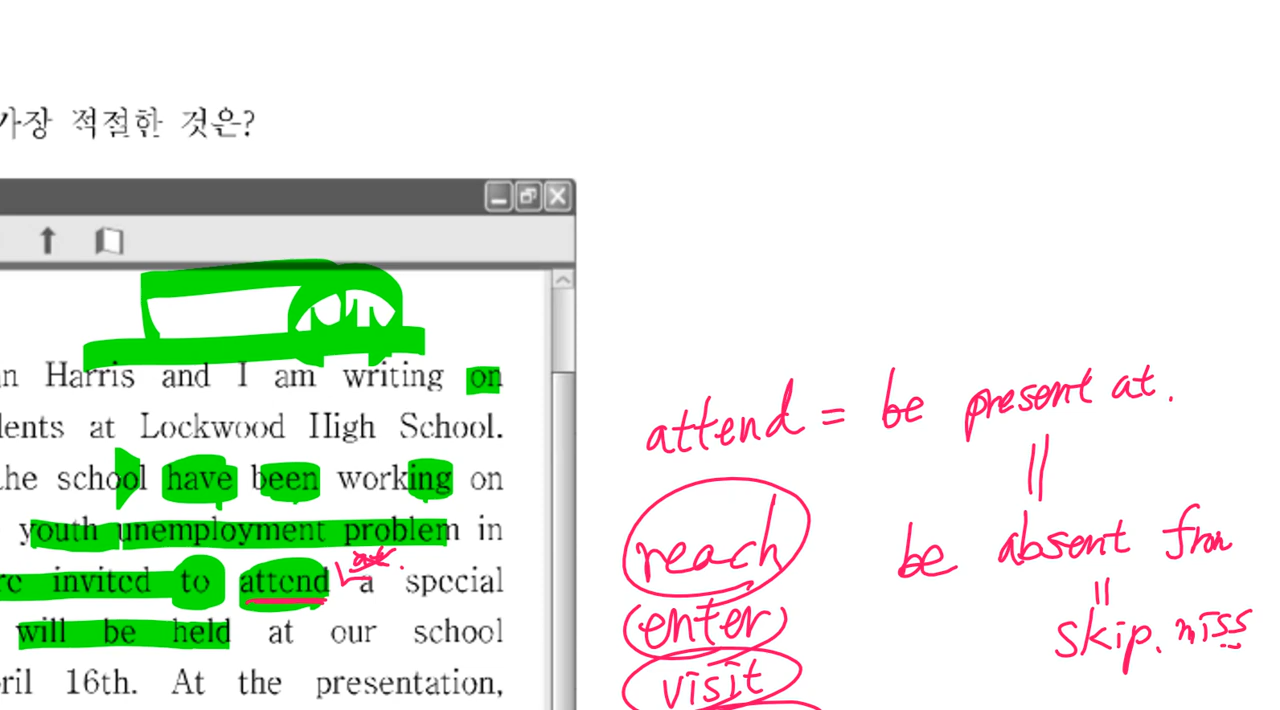 가장 적절한 것은?
an Harris and I am writing on
dents at Lockwood High School.
the school have been working on
youth unemployment problem in
re invited to attend a special
will be held at our school
ril 16th. At the presentation,
attend = be present at.
||
reach
be absent from
enter
||
skip. miss
visit